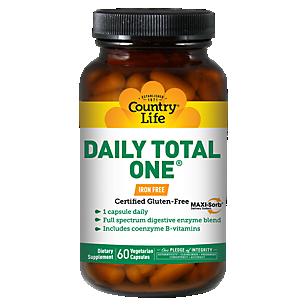 ESTABLISHED
1971
Country
Life®
DAILY TOTAL
ONE®
IRON FREE
Certified Gluten-Free
MAXI-Sorb™
• 1 capsule daily
• Full spectrum digestive enzyme blend
• Includes coenzyme B-vitamins
Dietary
Supplement
60 Vegetarian
Capsules
Our PLEDGE of INTEGRITY